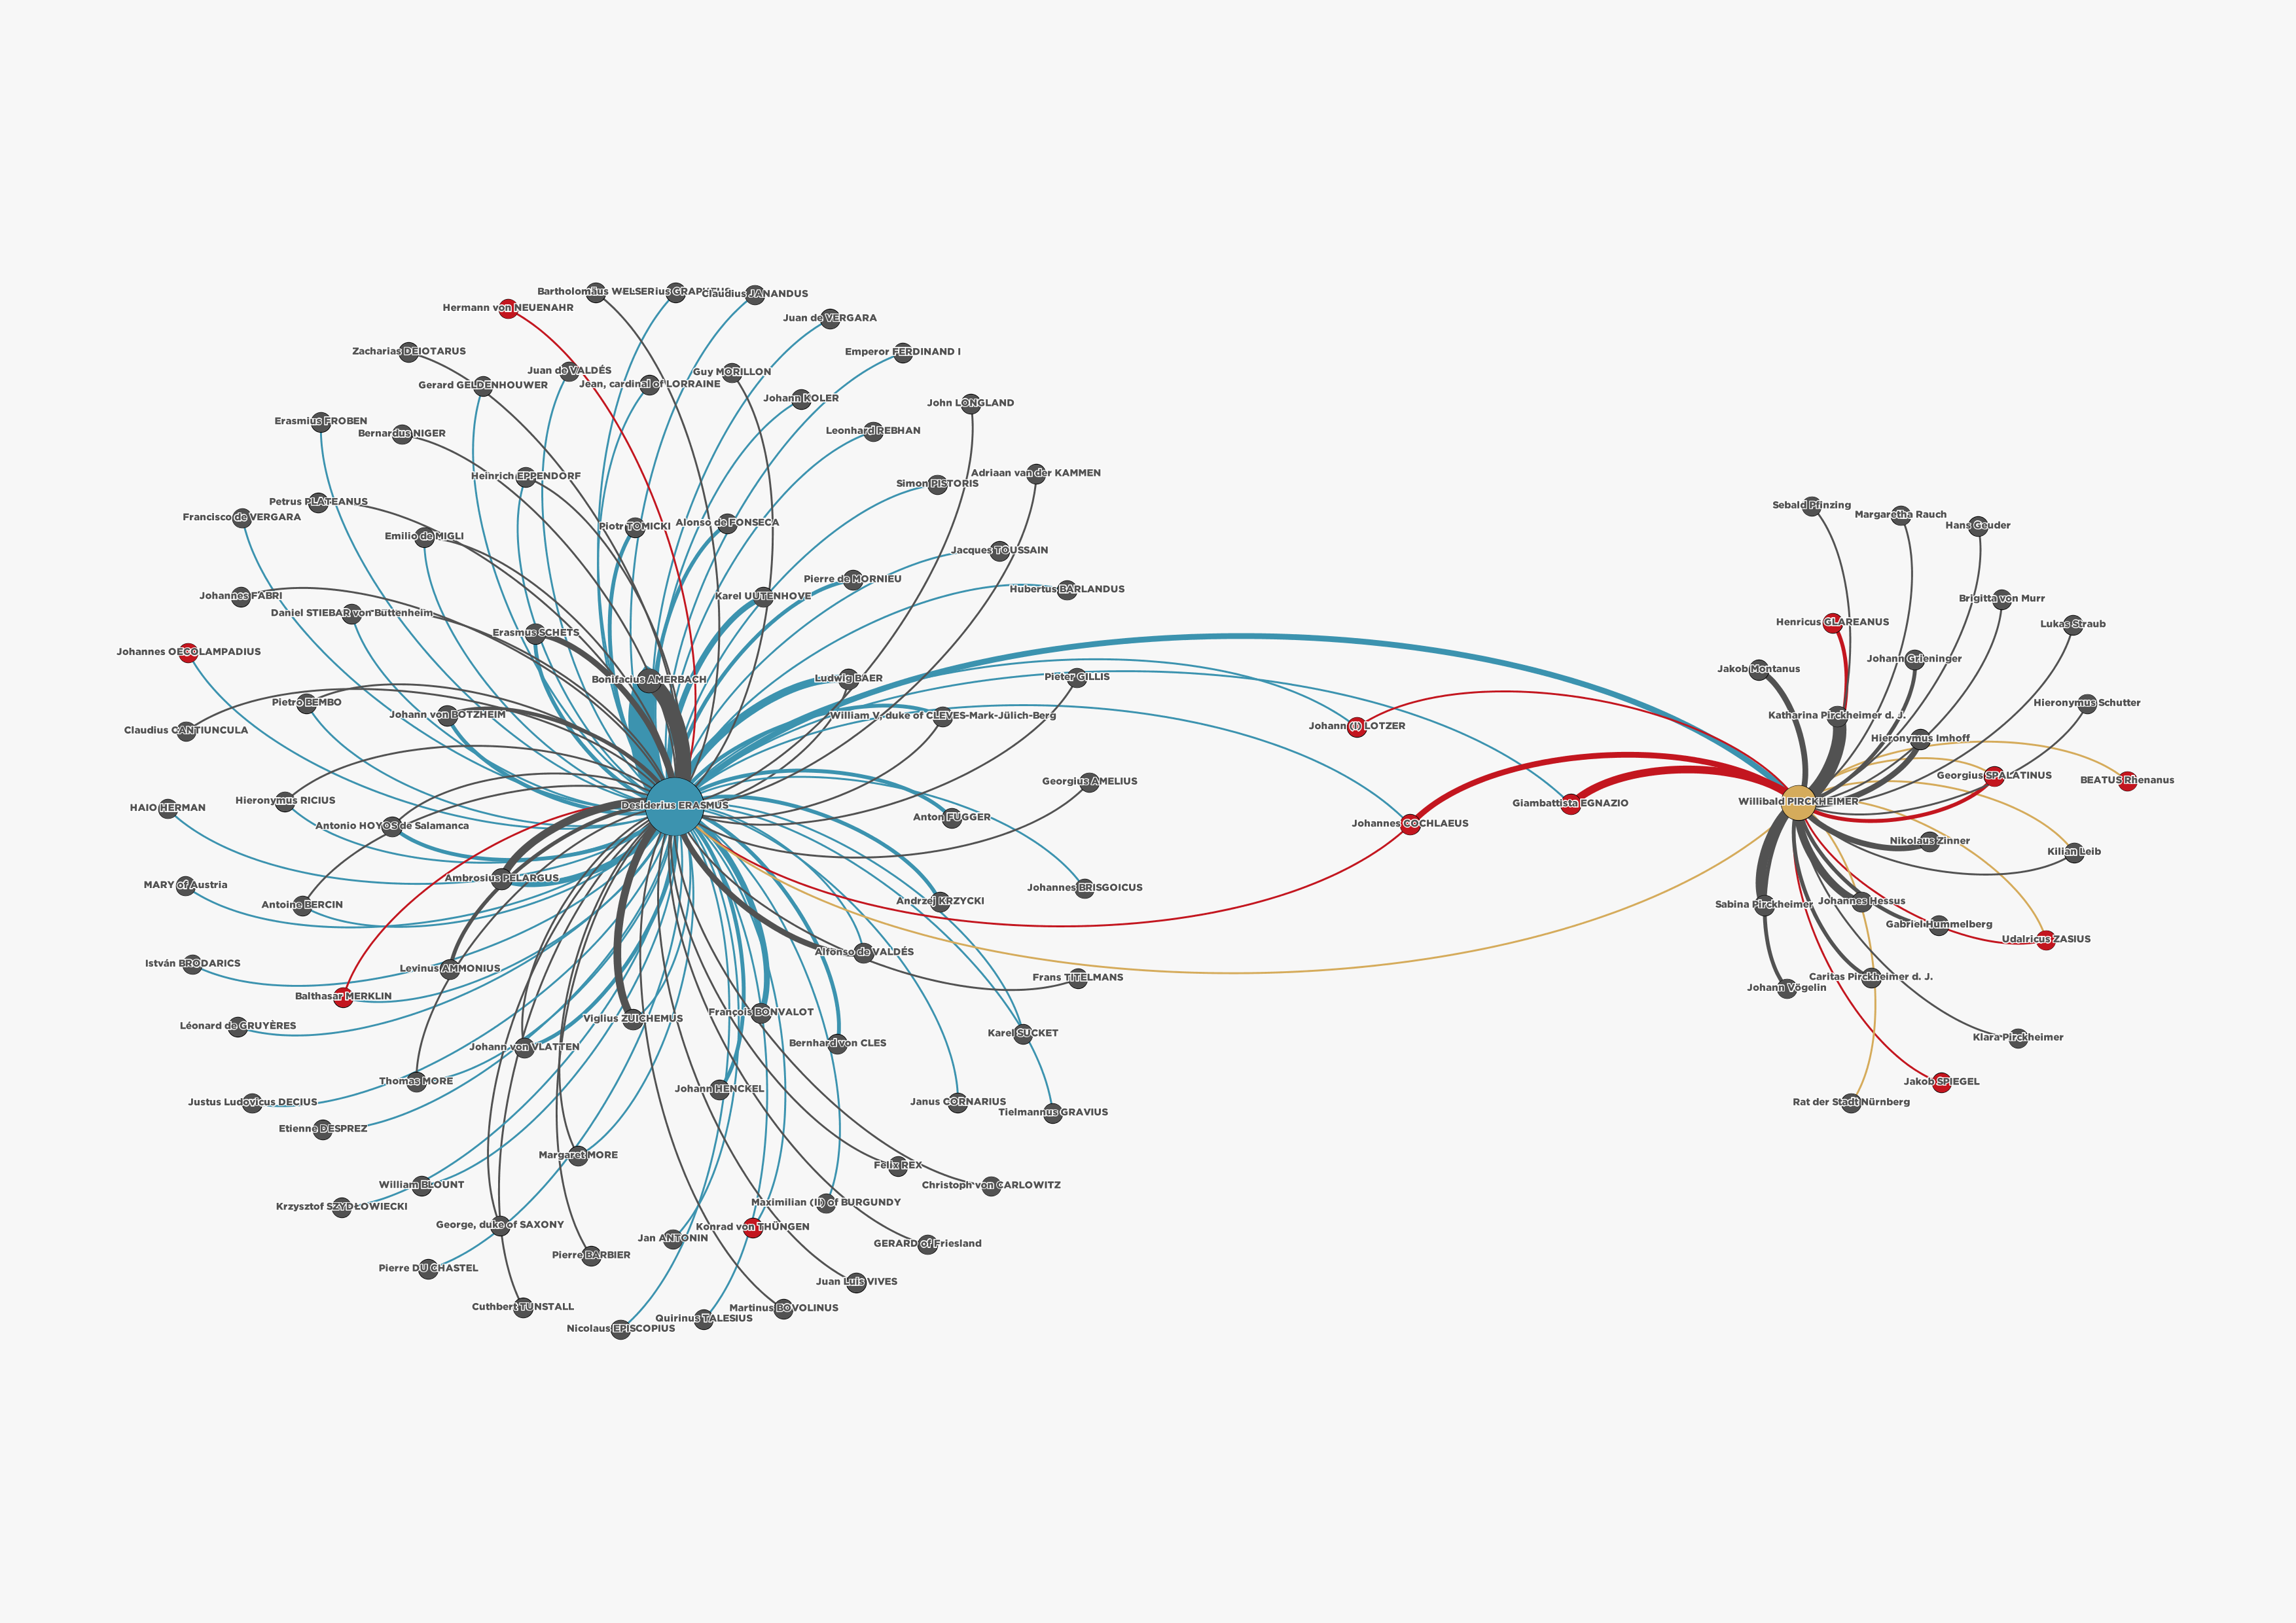 Bartholomäus WELSER
ius GRAPHEUS
Claudius JANANDUS
Hermann von NEUENAHR
Juan de VERGARA
Zacharias DEIOTARUS
Emperor FERDINAND I
Juan de VALDÉS
Guy MORILLON
Gerard GELDENHOUWER
Jean, cardinal of LORRAINE
Johann KOLER
John LONGLAND
Erasmius FROBEN
Bernardus NIGER
Leonhard REBHAN
Heinrich EPPENDORF
Adriaan van der KAMMEN
Simon PISTORIS
Petrus PLATEANUS
Sebald Pfinzing
Francisco de VERGARA
Margaretha Rauch
Piotr TOMICKI
Alonso de FONSECA
Hans Geuder
Emilio de MIGLI
Jacques TOUSSAIN
Pierre de MORNIEU
Hubertus BARLANDUS
Johannes FABRI
Karel UUTENHOVE
Brigitta von Murr
Daniel STIEBAR von Büttenheim
Henricus GLAREANUS
Lukas Straub
Erasmus SCHETS
Johannes OECOLAMPADIUS
Johann Grieninger
Jakob Montanus
Bonifacius AMERBACH
Ludwig BAER
Pieter GILLIS
Pietro BEMBO
Hieronymus Schutter
Johann von BOTZHEIM
William V, duke of CLEVES-Mark-Jülich-Berg
Katharina Pirckheimer d. J.
Claudius CANTIUNCULA
Johann (I) LOTZER
Hieronymus Imhoff
Georgius SPALATINUS
Georgius AMELIUS
BEATUS Rhenanus
Hieronymus RICIUS
Desiderius ERASMUS
Giambattista EGNAZIO
Willibald PIRCKHEIMER
HAIO HERMAN
Anton FUGGER
Antonio HOYOS de Salamanca
Johannes COCHLAEUS
Nikolaus Zinner
Kilian Leib
Ambrosius PELARGUS
MARY of Austria
Johannes BRISGOICUS
Andrzej KRZYCKI
Antoine BERCIN
Sabina Pirckheimer
Johannes Hessus
Gabriel Hummelberg
Udalricus ZASIUS
Alfonso de VALDÉS
István BRODARICS
Levinus AMMONIUS
Frans TITELMANS
Caritas Pirckheimer d. J.
Johann Vögelin
Balthasar MERKLIN
François BONVALOT
Viglius ZUICHEMUS
Léonard de GRUYÈRES
Karel SUCKET
Klara Pirckheimer
Johann von VLATTEN
Bernhard von CLES
Thomas MORE
Jakob SPIEGEL
Johann HENCKEL
Justus Ludovicus DECIUS
Janus CORNARIUS
Rat der Stadt Nürnberg
Tielmannus GRAVIUS
Etienne DESPREZ
Margaret MORE
Felix REX
William BLOUNT
Christoph von CARLOWITZ
Krzysztof SZYDŁOWIECKI
Maximilian (II) of BURGUNDY
George, duke of SAXONY
Konrad von THÜNGEN
Jan ANTONIN
GERARD of Friesland
Pierre BARBIER
Pierre DU CHASTEL
Juan Luis VIVES
Cuthbert TUNSTALL
Martinus BOVOLINUS
Quirinus TALESIUS
Nicolaus EPISCOPIUS